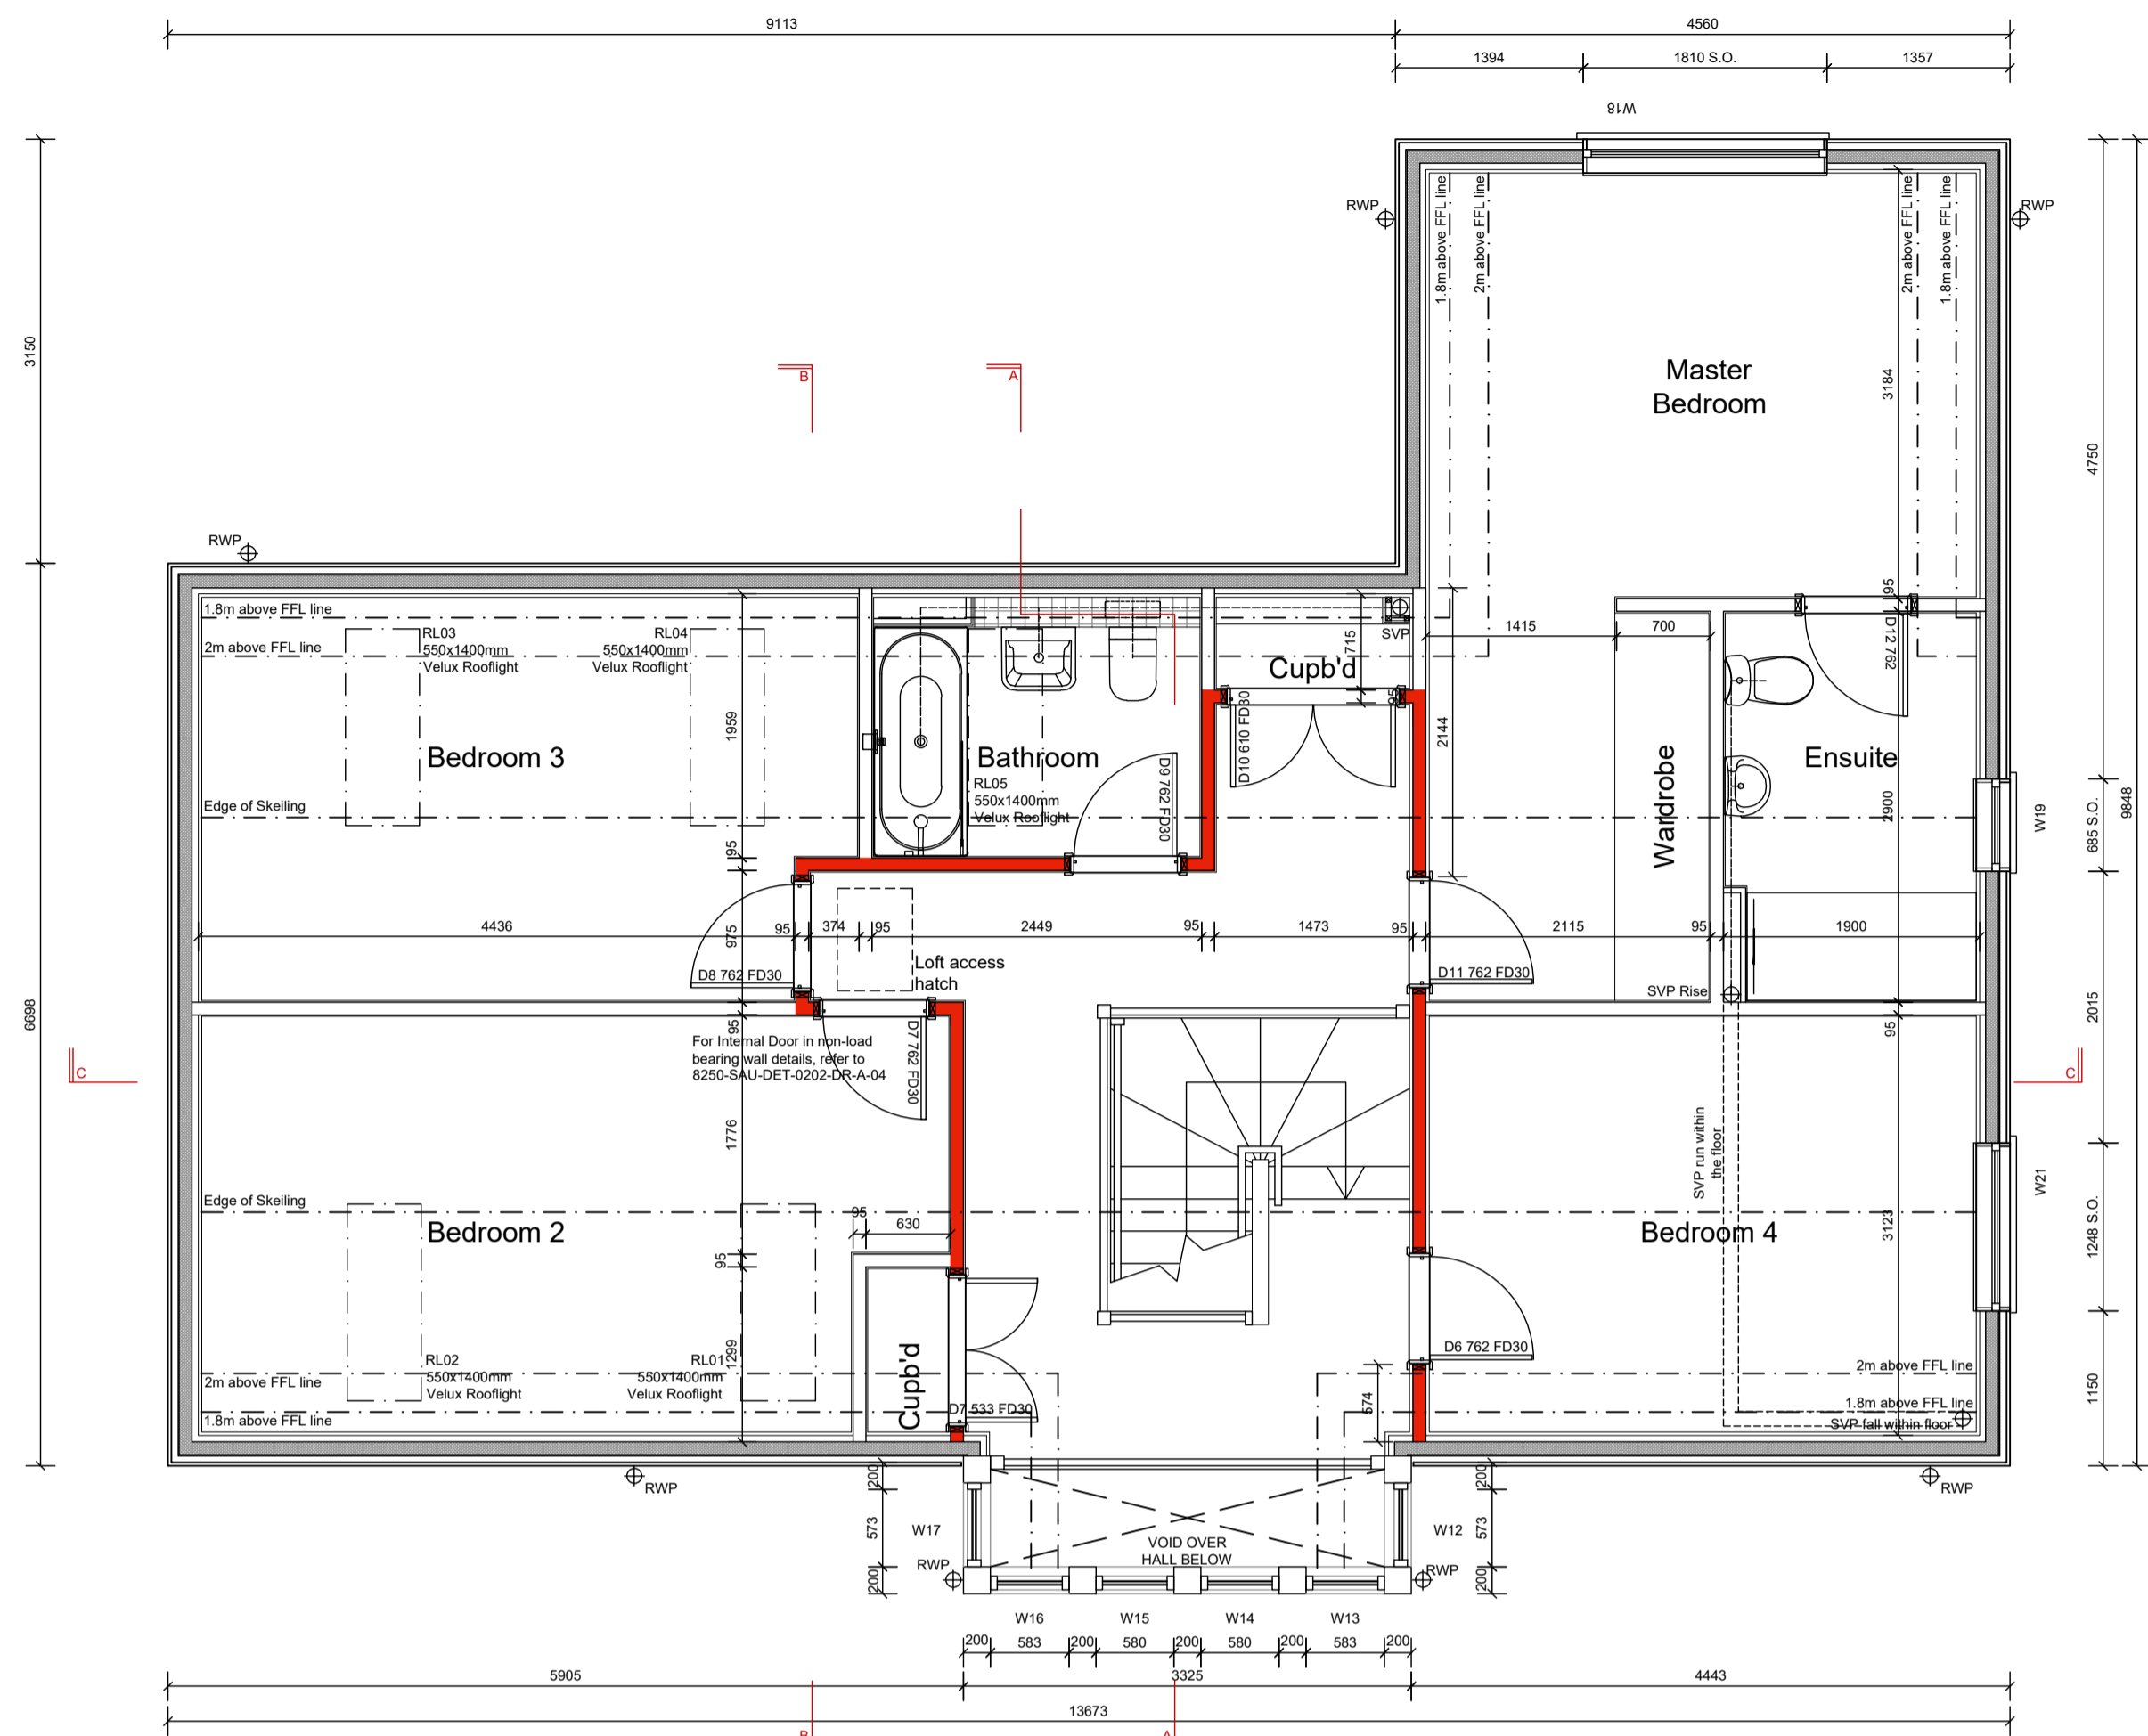 9113
4560
1394
1810 S.O.
1357
W18
RWP
RWP
1.8m above FFL line
2m above FFL line
2m above FFL line
1.8m above FFL line
3150
B
A
Master
Bedroom
3184
4750
RWP
1.8m above FFL line
2m above FFL line
RL03
550x1400mm
Velux Rooflight
RL04
550x1400mm
Velux Rooflight
SVP
715
Cupb'd
95
1415
700
95
D12 762
1959
Bedroom 3
Bathroom
RL05
550x1400mm
Velux Rooflight
D9 762 FD30
D10 610 FD30
2144
Wardrobe
Ensuite
2900
W19
685 S.O.
9848
Edge of Skeiling
95
4436
95
374
95
2449
95
1473
95
2115
95
1900
975
D8 762 FD30
Loft access
hatch
D11 762 FD30
SVP Rise
6698
95
95
2015
For Internal Door in non-load
bearing wall details, refer to
8250-SAU-DET-0202-DR-A-04
D7 762 FD30
C
C
1776
SVP run within
the floor
W21
Edge of Skeiling
95
630
Bedroom 2
Bedroom 4
3123
1248 S.O.
95
1299
RL02
550x1400mm
Velux Rooflight
RL01
550x1400mm
Velux Rooflight
Cupb'd
D6 762 FD30
2m above FFL line
2m above FFL line
1.8m above FFL line
1.8m above FFL line
D7 533 FD30
574
SVP fall within floor
1150
RWP
RWP
200
573
200
W17
W12
200
573
200
VOID OVER
HALL BELOW
RWP
RWP
W16
W15
W14
W13
200
583
200
580
200
580
200
583
200
5905
3325
4443
13673
B
A